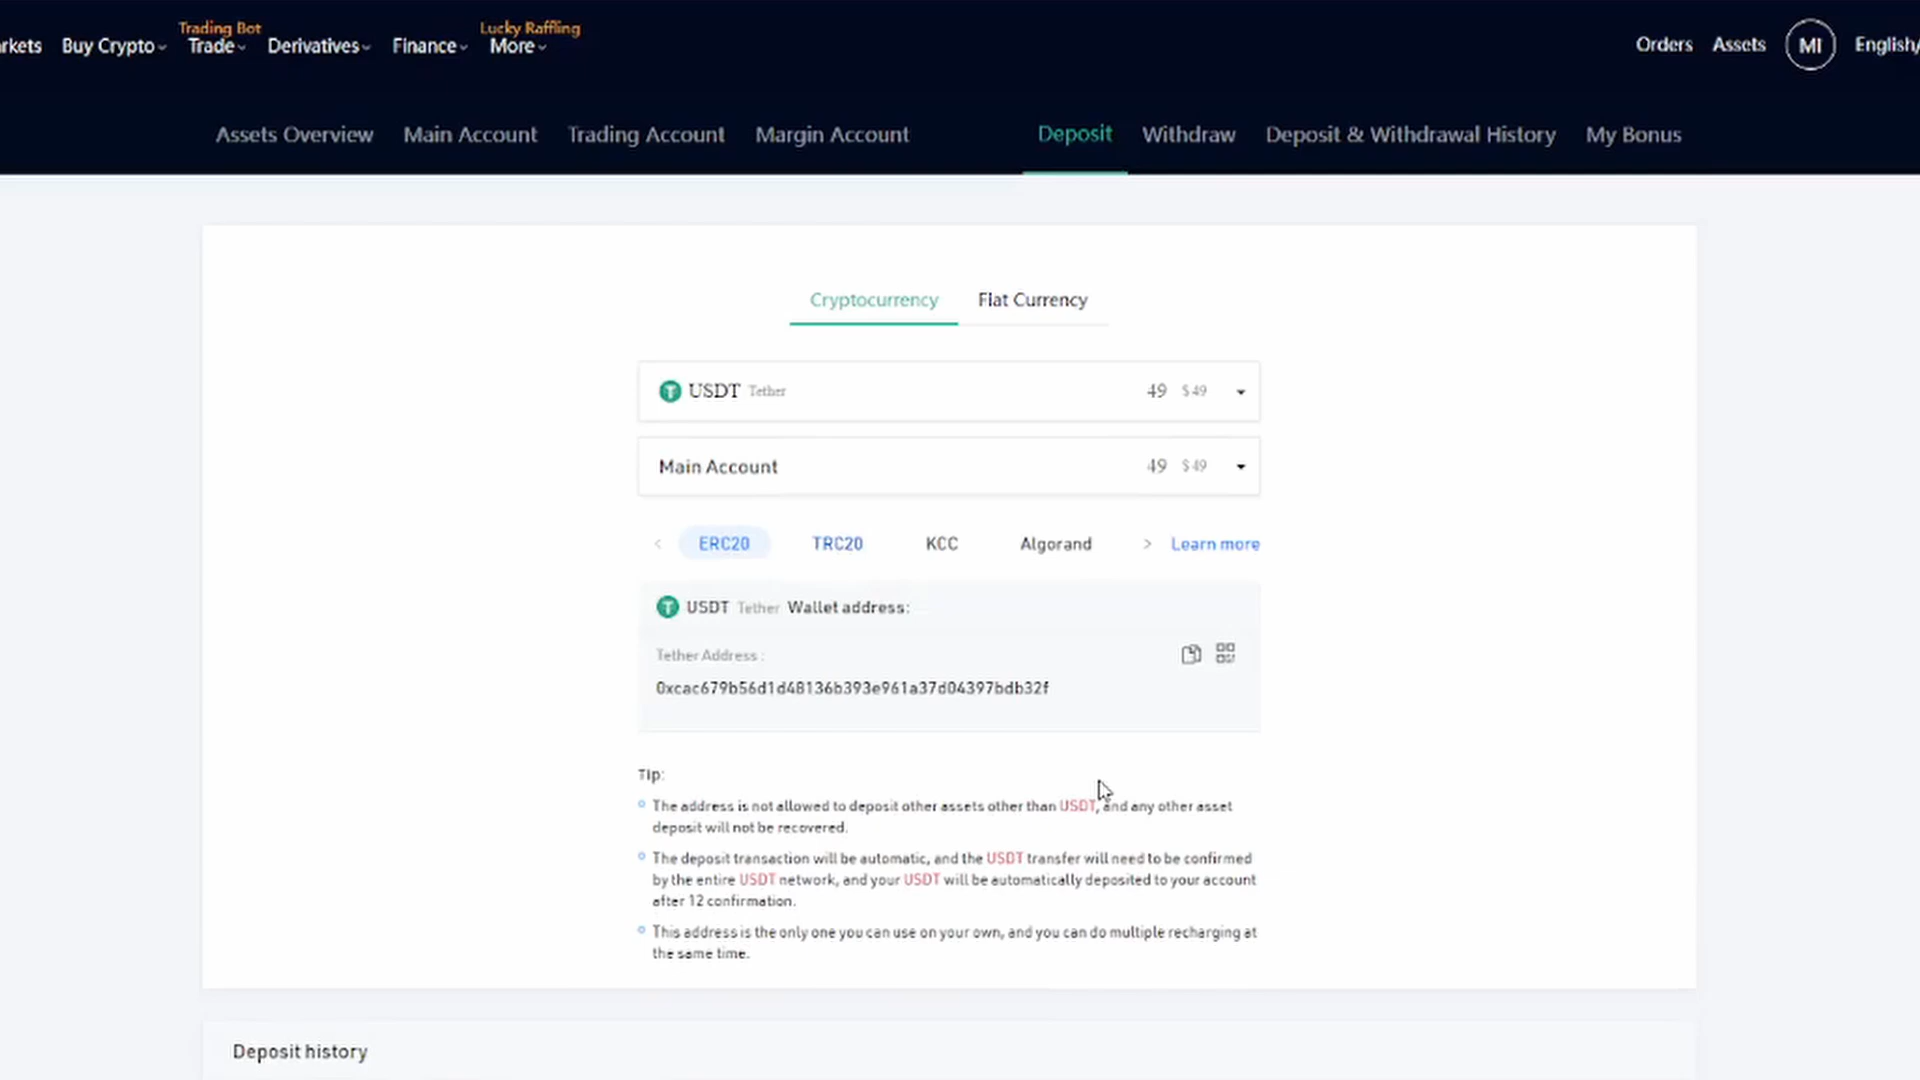 rkets Buy Crypto Trading Bot Trade Derivatives Finance Lucky Raffling More Orders Assets MI English/
Assets Overview Main Account Trading Account Margin Account Deposit Withdraw Deposit & Withdrawal History My Bonus
Cryptocurrency Fiat Currency
USDT Tether 49 $ 49
Main Account 49 $ 49
< ERC20 TRC20 KCC Algorand > Learn more
USDT Tether Wallet address:
Tether Address :
0xcac679b56d1d48136b393e961a37d04397bdb32f
Tip:
The address is not allowed to deposit other assets other than USDT, and any other asset
deposit will not be recovered.
The deposit transaction will be automatic, and the USDT transfer will need to be confirmed
by the entire USDT network, and your USDT will be automatically deposited to your account
after 12 confirmation.
This address is the only one you can use on your own, and you can do multiple recharging at
the same time.
Deposit history